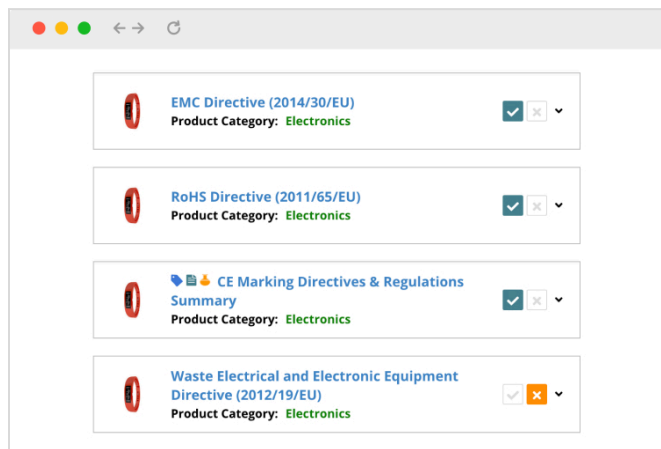 EMC Directive (2014/30/EU)
Product Category: Electronics
RoHS Directive (2011/65/EU)
Product Category: Electronics
CE Marking Directives & Regulations
Summary
Product Category: Electronics
Waste Electrical and Electronic Equipment
Directive (2012/19/EU)
Product Category: Electronics